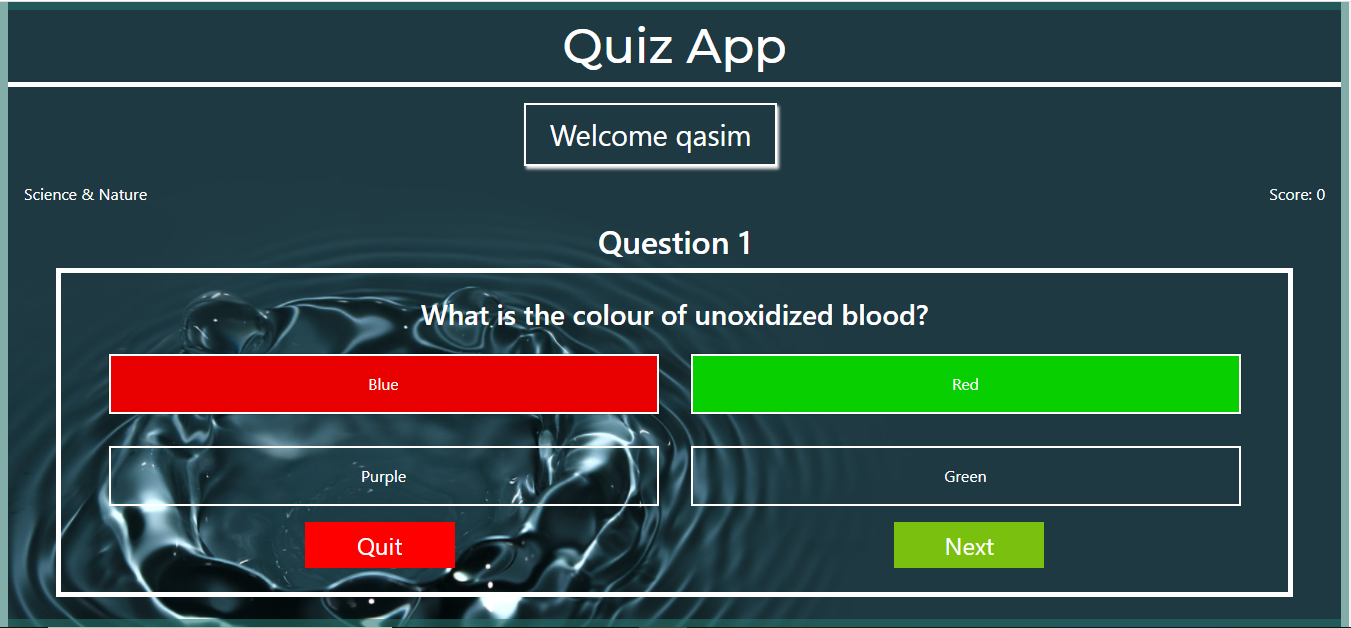 Quiz App
Welcome qasim
Science & Nature
Score: 0
Question 1
What is the colour of unoxidized blood?
Blue
Red
Purple
Green
Quit
Next